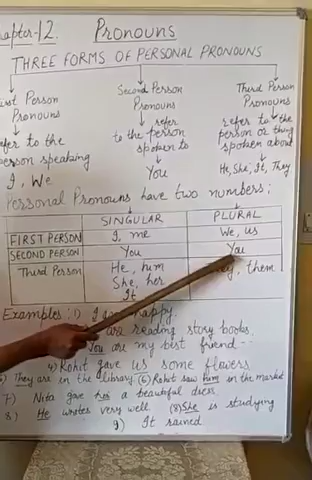 apter-12. Pronouns
THREE FORMS OF PERSONAL PRONOUNS
irst Person Pronouns
efer to the person speaking
I, We
Second Person Pronouns
refer to the person spoken to
You
Third Person Pronouns
refer to the person or thing spoken about
He, She, It, They
Personal Pronouns have two numbers:
SINGULAR PLURAL
FIRST PERSON I, me We, us
SECOND PERSON You You
THIRD PERSON He, him them
She, her
It
Examples: 1) I happy.
are reading story books.
You are my best friend--
4) Rohit gave us some flowers
They are in the library (6) Rohit saw him in the market
7) Nita gave a beautiful dress.
8) He writes very well. (8) She is studying
9) It rained